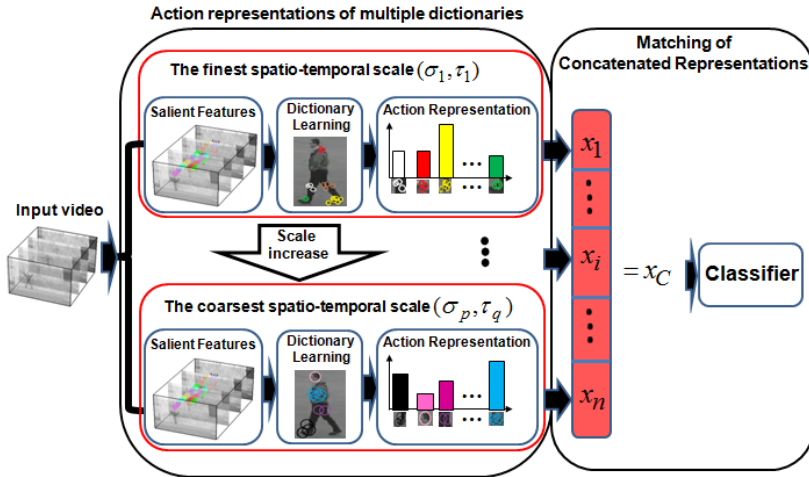 Action representations of multiple dictionaries
Matching of
Concatenated Representations
The finest spatio-temporal scale (σ₁, τ₁)
Salient Features
Dictionary
Learning
Action Representation
...
x₁
Input video
Scale
increase
xᵢ
= x_C
Classifier
The coarsest spatio-temporal scale (σₚ, τ_q)
Salient Features
Dictionary
Learning
Action Representation
...
xₙ